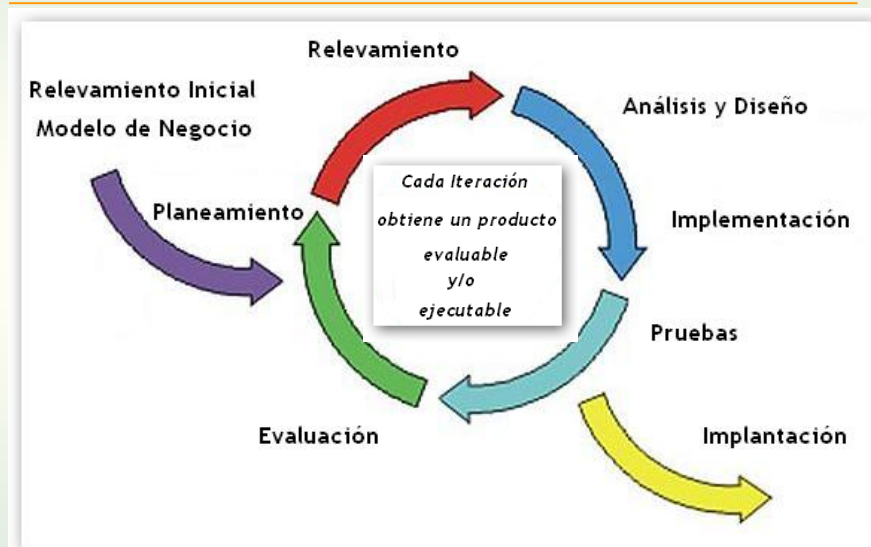 Relevamiento
Relevamiento Inicial
Modelo de Negocio
Análisis y Diseño
Planeamiento
Cada Iteración
obtiene un producto
evaluable
y/o
ejecutable
Implementación
Pruebas
Evaluación
Implantación